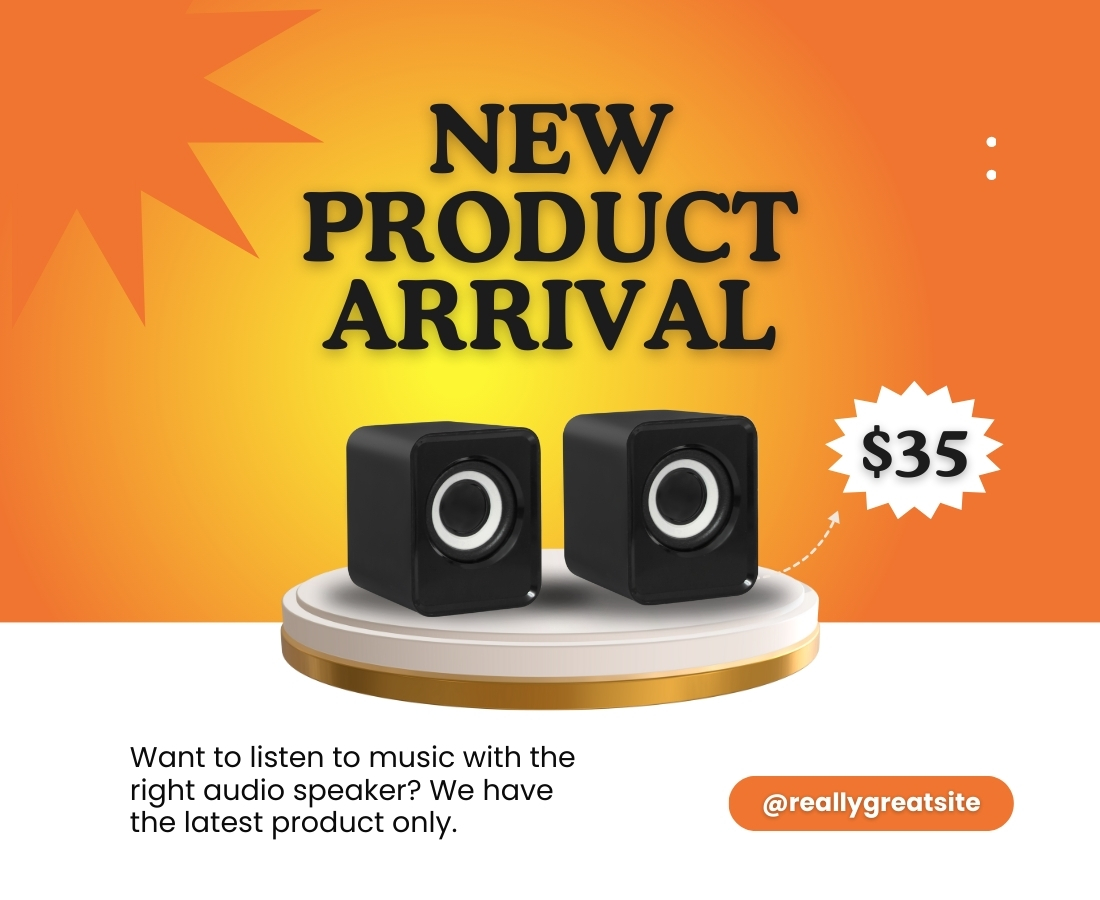 NEW
PRODUCT
ARRIVAL
$35
Want to listen to music with the
right audio speaker? We have
the latest product only.
@reallygreatsite